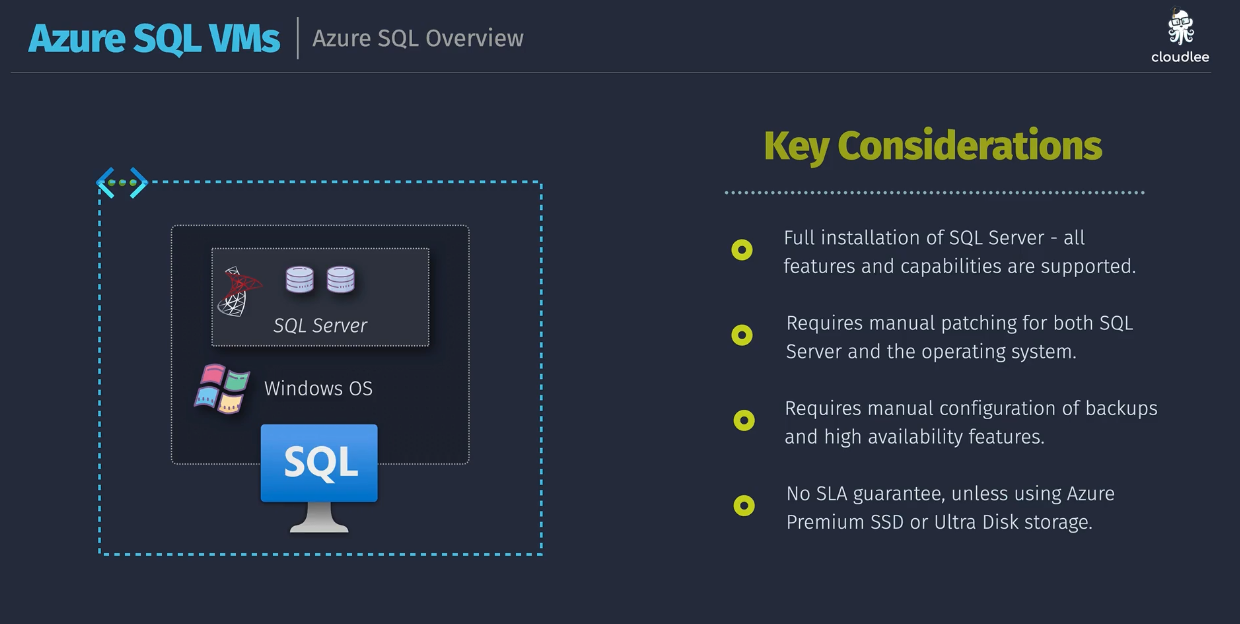 Azure SQL VMs
Azure SQL Overview
cloudlee
Key Considerations
Full installation of SQL Server - all
features and capabilities are supported.
Requires manual patching for both SQL
Server and the operating system.
Requires manual configuration of backups
and high availability features.
No SLA guarantee, unless using Azure
Premium SSD or Ultra Disk storage.
SQL Server
Windows OS
SQL